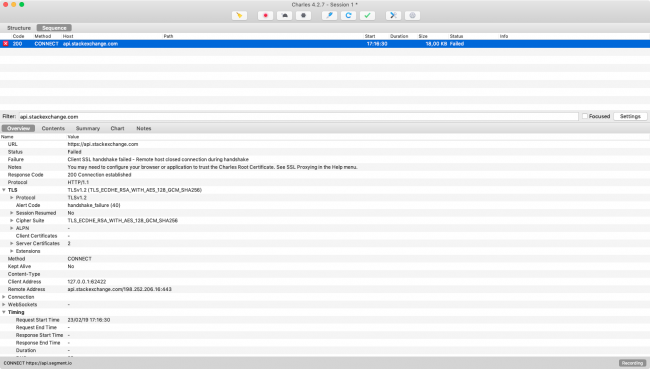 Charles 4.2.7 - Session 1 *
Structure Sequence
Code Method Host Path Start Duration Size Status Info
200 CONNECT api.stackexchange.com 17:16:30 18,00 KB Failed
Filter: api.stackexchange.com Focused Settings
Overview Contents Summary Chart Notes
Name Value
URL https://api.stackexchange.com
Status Failed
Failure Client SSL handshake failed - Remote host closed connection during handshake
Notes You may need to configure your browser or application to trust the Charles Root Certificate. See SSL Proxying in the Help menu.
Response Code 200 Connection established
Protocol HTTP/1.1
TLS TLSv1.2 (TLS_ECDHE_RSA_WITH_AES_128_GCM_SHA256)
Protocol TLSv1.2
Alert Code handshake_failure (40)
Session Resumed No
Cipher Suite TLS_ECDHE_RSA_WITH_AES_128_GCM_SHA256
ALPN -
Client Certificates -
Server Certificates 2
Extensions
Method CONNECT
Kept Alive No
Content-Type
Client Address 127.0.0.1:62422
Remote Address api.stackexchange.com/198.252.206.16:443
Connection
WebSockets -
Timing
Request Start Time 23/02/19 17:16:30
Request End Time -
Response Start Time -
Response End Time -
Duration -
CONNECT https://api.segment.io Recording